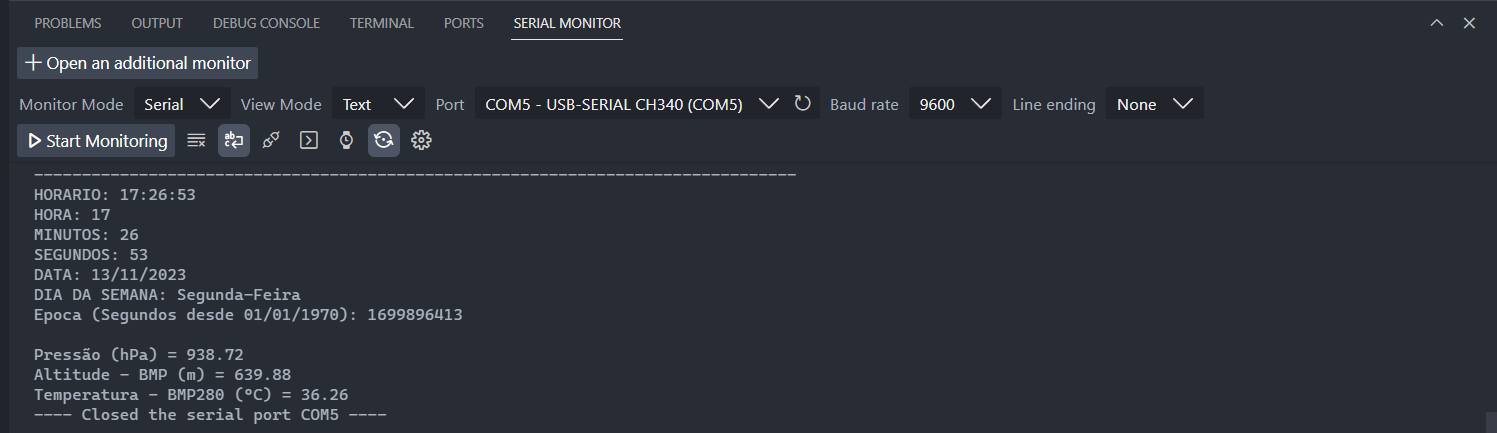 PROBLEMS OUTPUT DEBUG CONSOLE TERMINAL PORTS SERIAL MONITOR
Open an additional monitor
Monitor Mode Serial View Mode Text Port COM5 - USB-SERIAL CH340 (COM5) Baud rate 9600 Line ending None
Start Monitoring
--------------------------------------------------------------------------------
HORARIO: 17:26:53
HORA: 17
MINUTOS: 26
SEGUNDOS: 53
DATA: 13/11/2023
DIA DA SEMANA: Segunda-Feira
Epoca (Segundos desde 01/01/1970): 1699896413
Pressão (hPa) = 938.72
Altitude - BMP (m) = 639.88
Temperatura - BMP280 (ºC) = 36.26
---- Closed the serial port COM5 ----